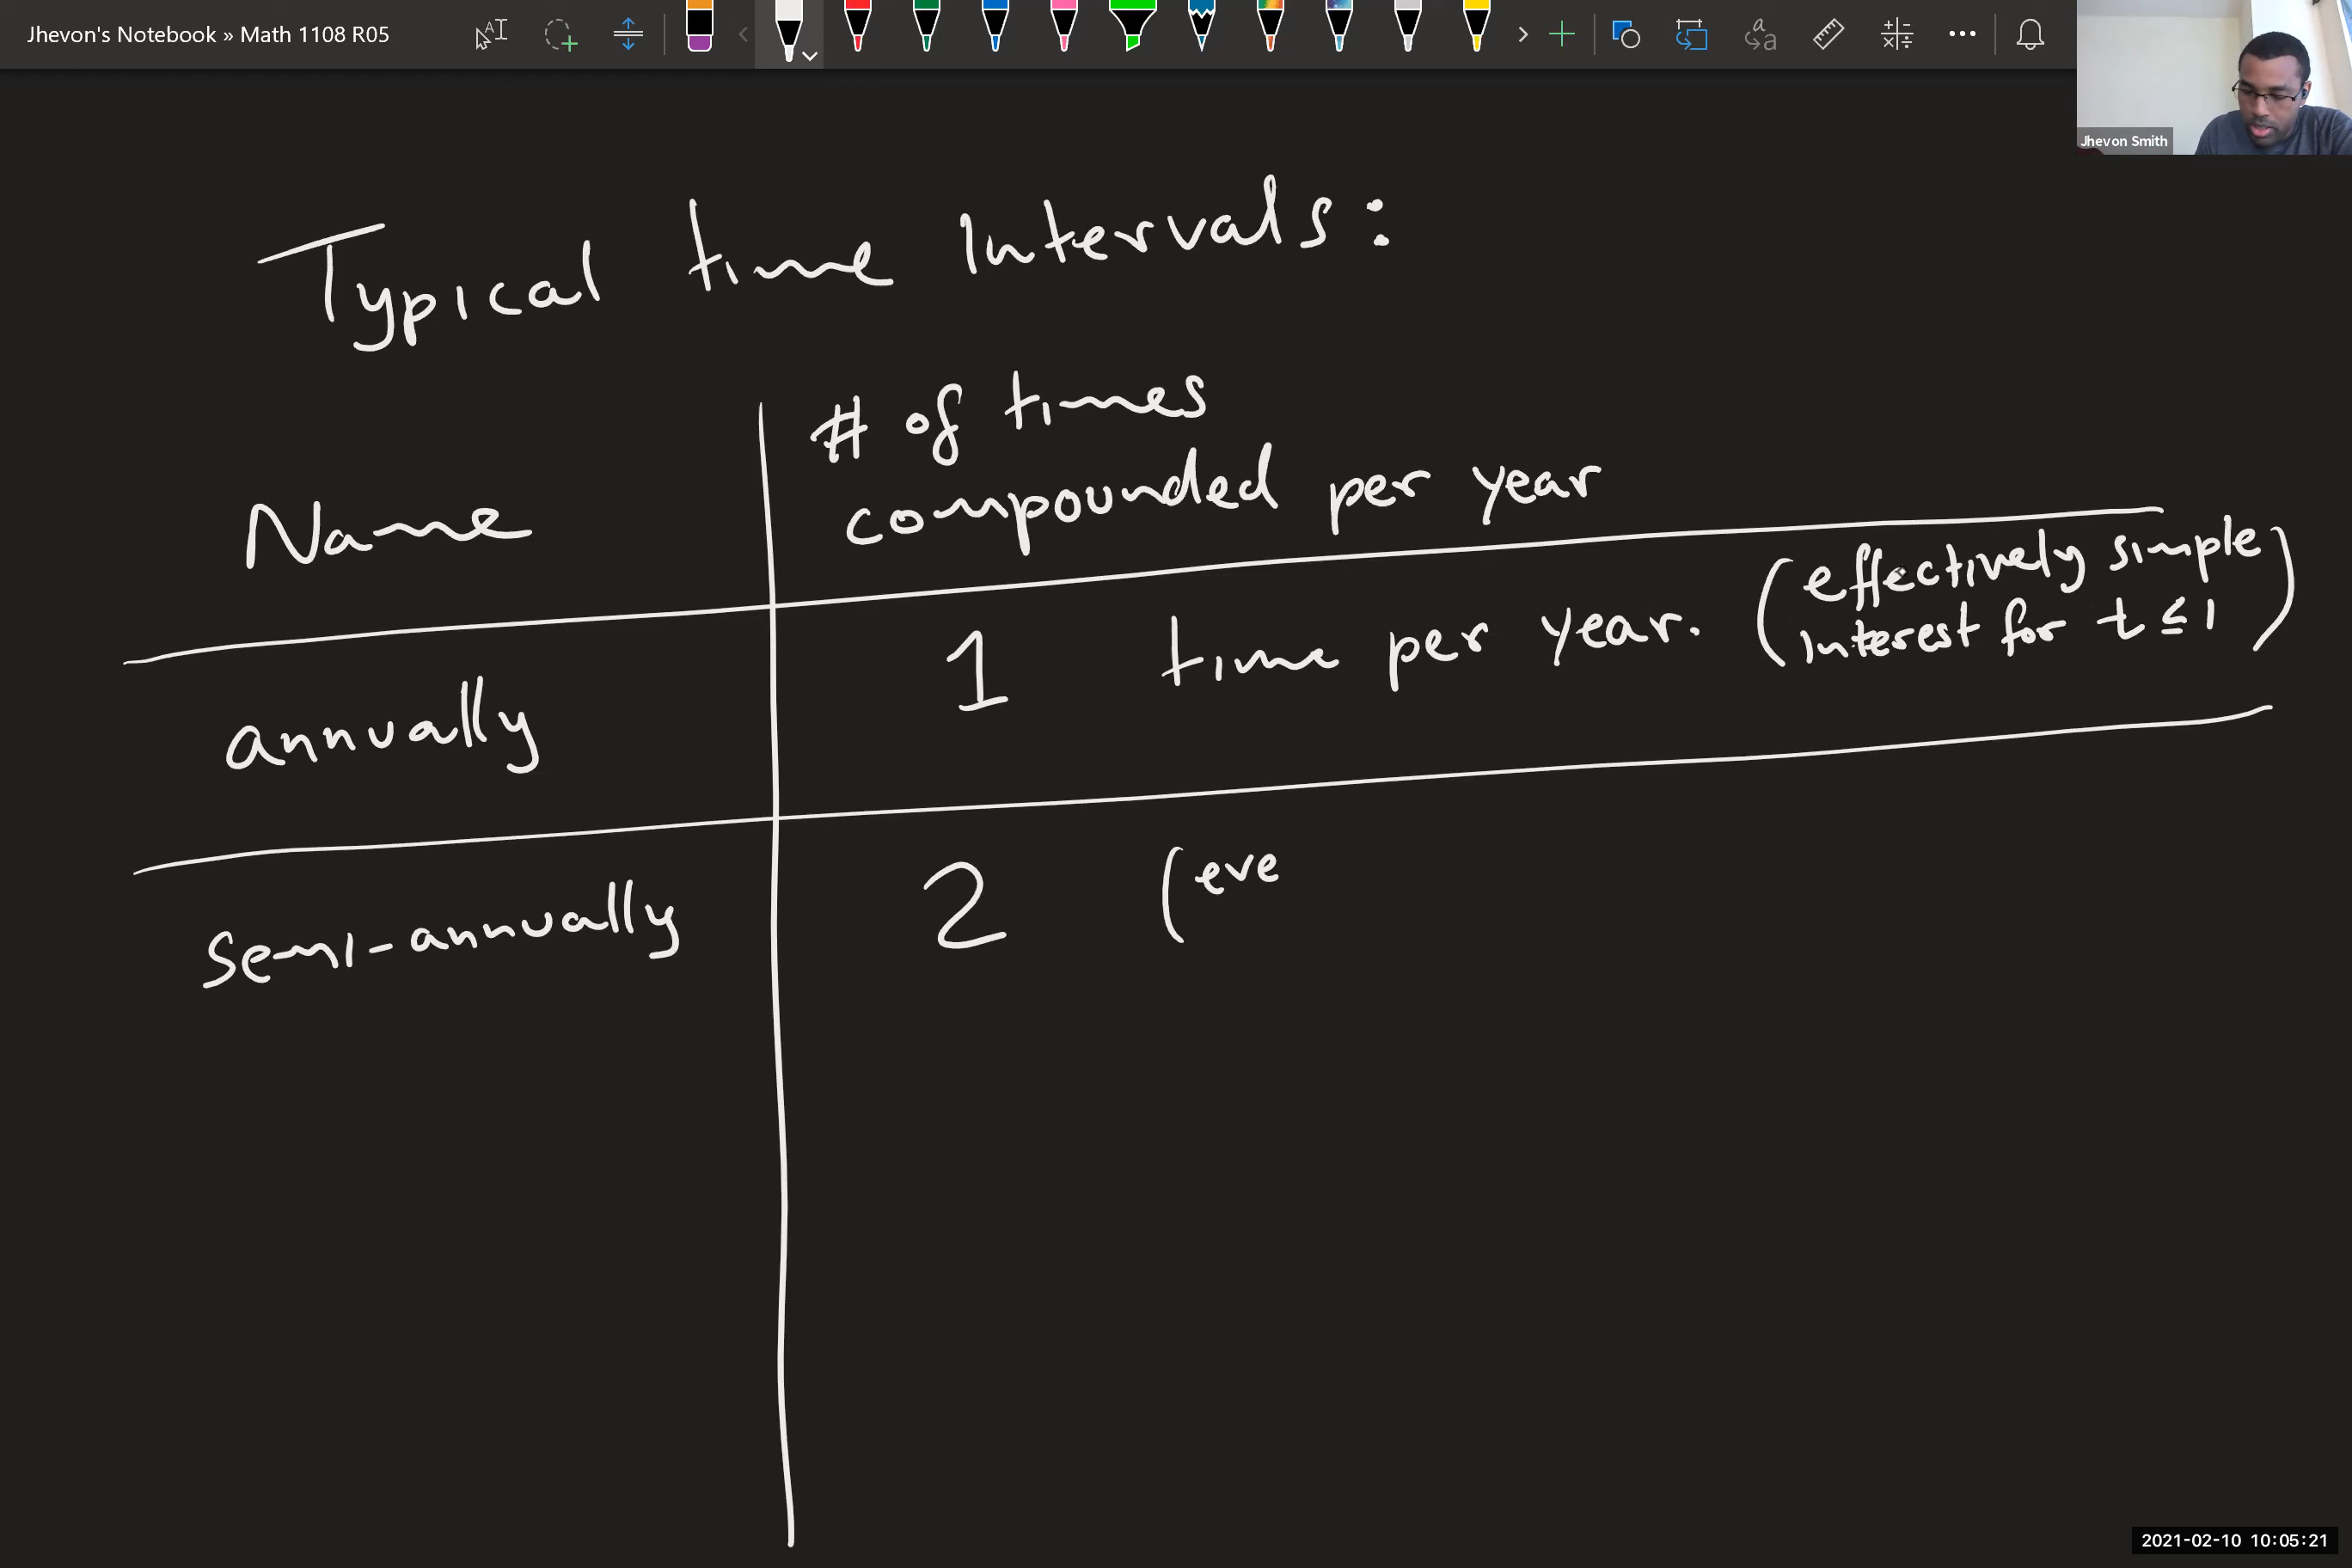 Jhevon's Notebook » Math 1108 R05
Jhevon Smith
Typical time intervals:
# of times
compounded per year
Name
annually
1 time per year. (effectively simple
interest for t ≤ 1)
semi-annually
2 (eve
2021-02-10 10:05:21